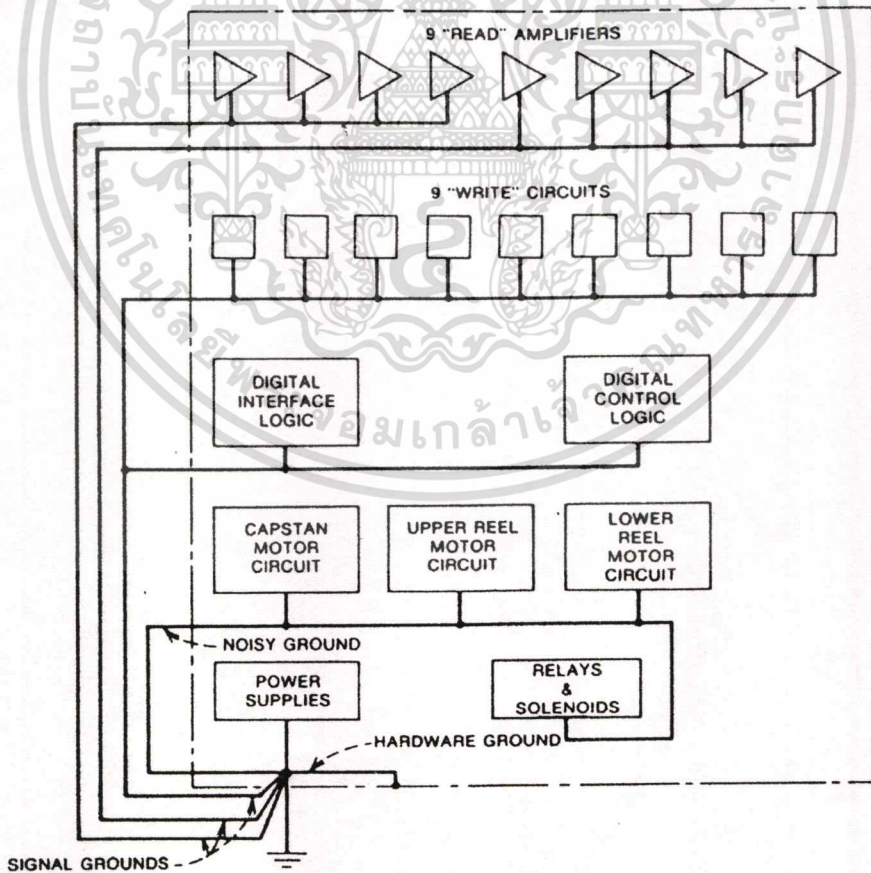 9 "READ" AMPLIFIERS
9 "WRITE" CIRCUITS
DIGITAL
INTERFACE
LOGIC
DIGITAL
CONTROL
LOGIC
CAPSTAN
MOTOR
CIRCUIT
UPPER REEL
MOTOR
CIRCUIT
LOWER
REEL
MOTOR
CIRCUIT
NOISY GROUND
POWER
SUPPLIES
RELAYS
&
SOLENOIDS
HARDWARE GROUND
SIGNAL GROUNDS